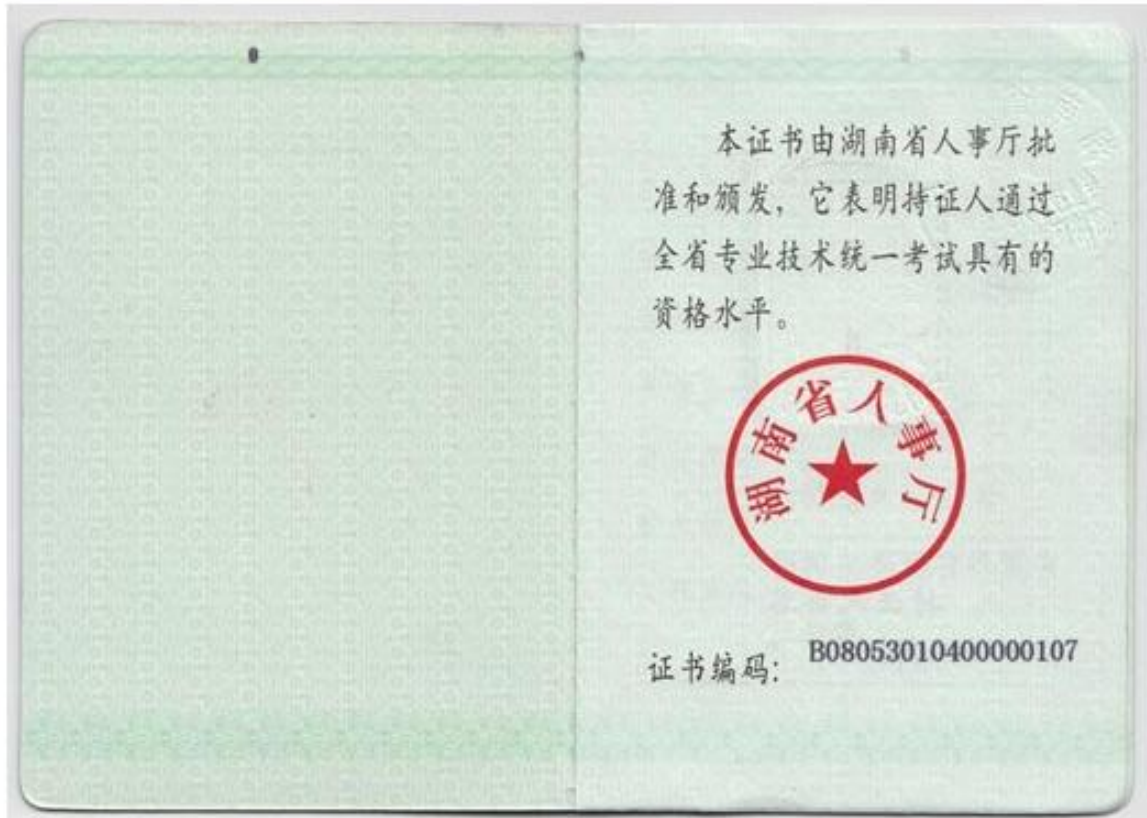 本证书由湖南省人事厅批
准和颁发，它表明持证人通过
全省专业技术统一考试具有的
资格水平。
湖南省人事厅
证书编码：B08053010400000107